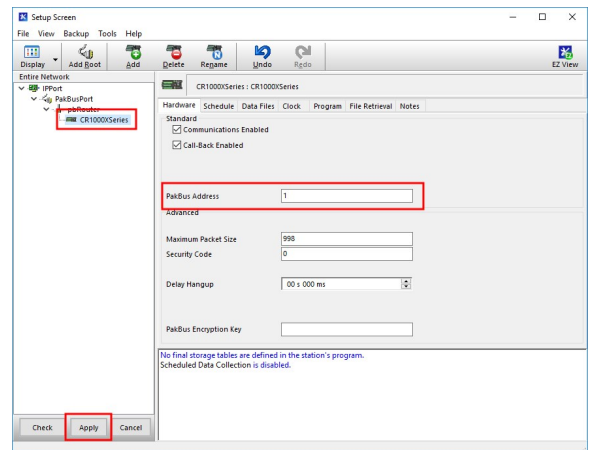 Setup Screen
File View Backup Tools Help
Display Add Root Add Delete Rename Undo Redo EZ View
Entire Network
IPPort
PakBusPort
pbRouter
CR1000XSeries
CR1000XSeries : CR1000XSeries
Hardware Schedule Data Files Clock Program File Retrieval Notes
Standard
Communications Enabled
Call-Back Enabled
PakBus Address 1
Advanced
Maximum Packet Size 998
Security Code 0
Delay Hangup 00 s 000 ms
PakBus Encryption Key
No final storage tables are defined in the station's program.
Scheduled Data Collection is disabled.
Check Apply Cancel